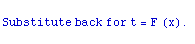 Substitute back for t = F (x).